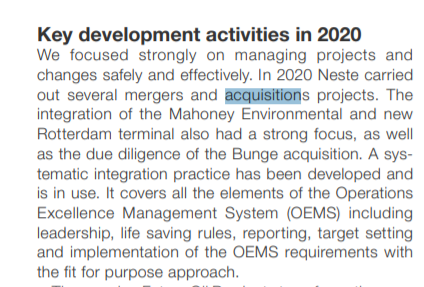 Key development activities in 2020
We focused strongly on managing projects and
changes safely and effectively. In 2020 Neste carried
out several mergers and acquisitions projects. The
integration of the Mahoney Environmental and new
Rotterdam terminal also had a strong focus, as well
as the due diligence of the Bunge acquisition. A sys-
tematic integration practice has been developed and
is in use. It covers all the elements of the Operations
Excellence Management System (OEMS) including
leadership, life saving rules, reporting, target setting
and implementation of the OEMS requirements with
the fit for purpose approach.